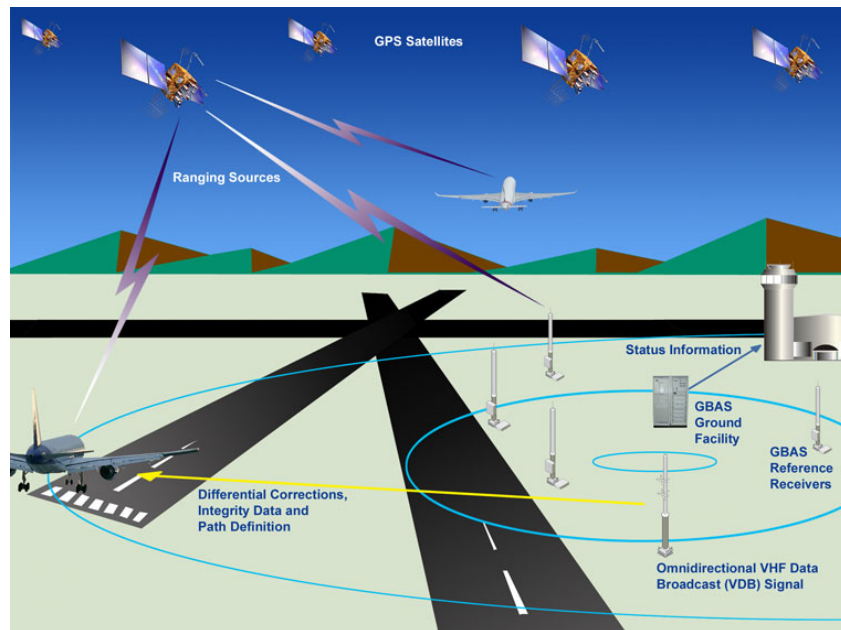 GPS Satellites
Ranging Sources
Status Information
GBAS
Ground
Facility
GBAS
Reference
Receivers
Differential Corrections,
Integrity Data and
Path Definition
Omnidirectional VHF Data
Broadcast (VDB) Signal